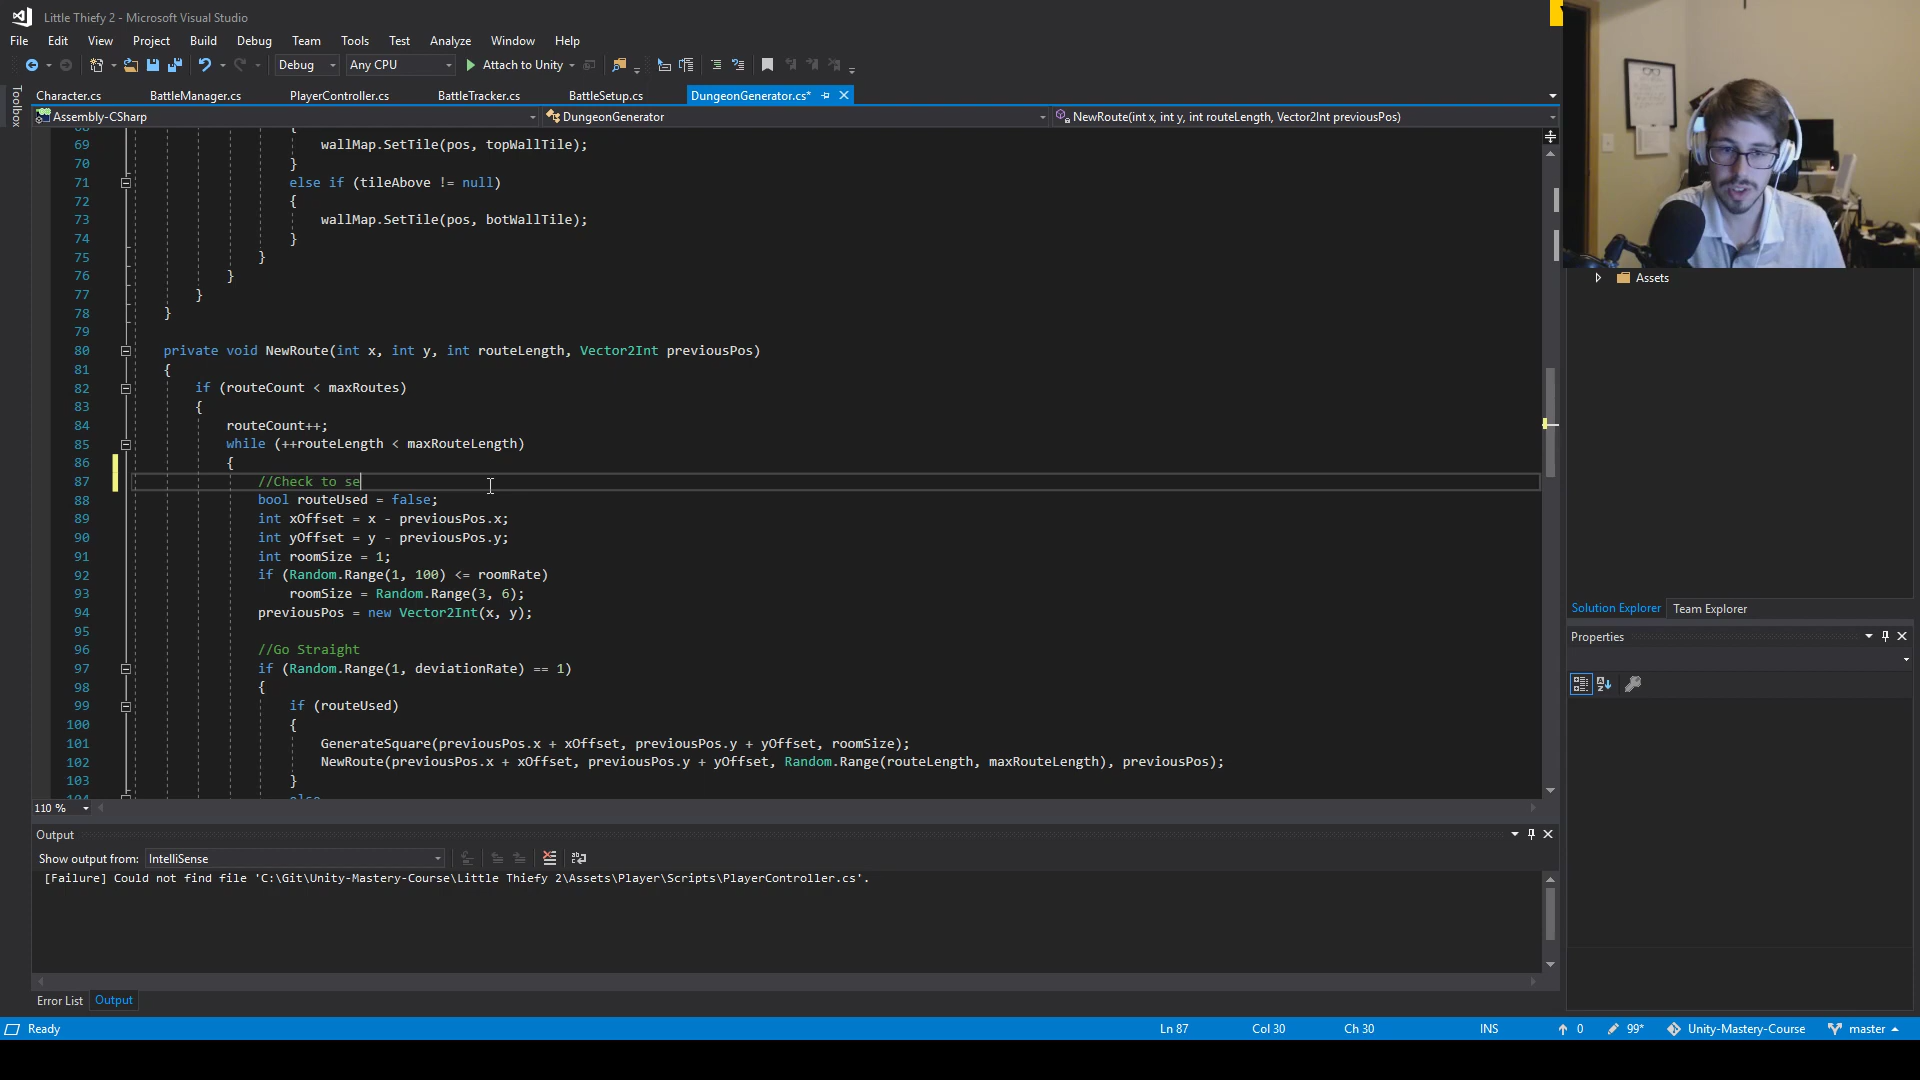 Little Thiefy 2 - Microsoft Visual Studio
File Edit View Project Build Debug Team Tools Test Analyze Window Help
Debug Any CPU Attach to Unity
Toolbox
Character.cs BattleManager.cs PlayerController.cs BattleTracker.cs BattleSetup.cs DungeonGenerator.cs*
Assembly-CSharp DungeonGenerator NewRoute(int x, int y, int routeLength, Vector2Int previousPos)
68 {
69 wallMap.SetTile(pos, topWallTile);
70 }
71 else if (tileAbove != null)
72 {
73 wallMap.SetTile(pos, botWallTile);
74 }
75 }
76 }
77 }
78 }
79
80 private void NewRoute(int x, int y, int routeLength, Vector2Int previousPos)
81 {
82 if (routeCount < maxRoutes)
83 {
84 routeCount++;
85 while (++routeLength < maxRouteLength)
86 {
87 //Check to se
88 bool routeUsed = false;
89 int xOffset = x - previousPos.x;
90 int yOffset = y - previousPos.y;
91 int roomSize = 1;
92 if (Random.Range(1, 100) <= roomRate)
93 roomSize = Random.Range(3, 6);
94 previousPos = new Vector2Int(x, y);
95
96 //Go Straight
97 if (Random.Range(1, deviationRate) == 1)
98 {
99 if (routeUsed)
100 {
101 GenerateSquare(previousPos.x + xOffset, previousPos.y + yOffset, roomSize);
102 NewRoute(previousPos.x + xOffset, previousPos.y + yOffset, Random.Range(routeLength, maxRouteLength), previousPos);
103 }
104 else
110 %
Output
Show output from: IntelliSense
[Failure] Could not find file 'C:\Git\Unity-Mastery-Course\Little Thiefy 2\Assets\Player\Scripts\PlayerController.cs'.
Error List Output
Assets
Solution Explorer Team Explorer
Properties
Ready Ln 87 Col 30 Ch 30 INS 0 99* Unity-Mastery-Course master